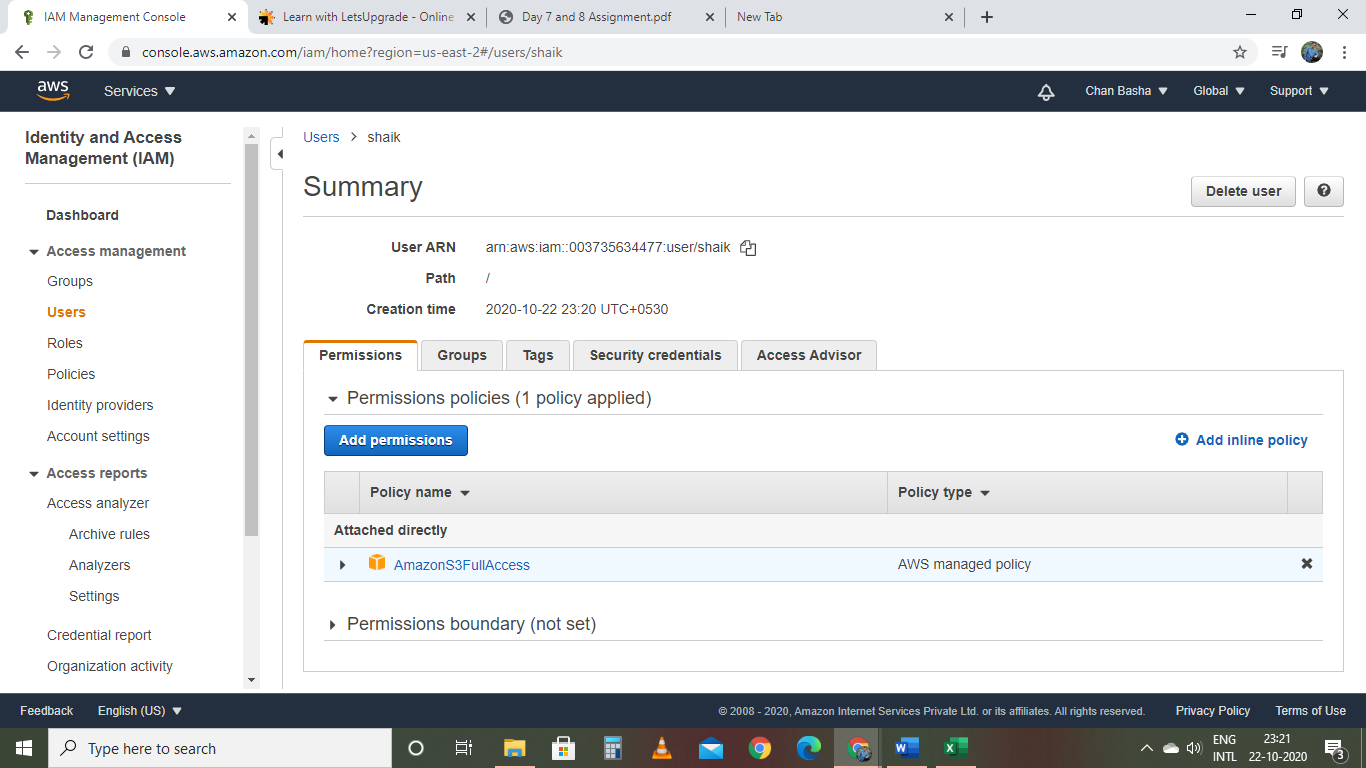 IAM Management Console
Learn with LetsUpgrade - Online
Day 7 and 8 Assignment.pdf
New Tab
console.aws.amazon.com/iam/home?region=us-east-2#/users/shaik
aws
Services
Chan Basha
Global
Support
Identity and Access
Management (IAM)
Dashboard
Access management
Groups
Users
Roles
Policies
Identity providers
Account settings
Access reports
Access analyzer
Archive rules
Analyzers
Settings
Credential report
Organization activity
Users > shaik
Summary
Delete user
?
User ARN arn:aws:iam::003735634477:user/shaik
Path /
Creation time 2020-10-22 23:20 UTC+0530
Permissions Groups Tags Security credentials Access Advisor
Permissions policies (1 policy applied)
Add permissions
Add inline policy
Policy name Policy type
Attached directly
AmazonS3FullAccess AWS managed policy
Permissions boundary (not set)
Feedback English (US) © 2008 - 2020, Amazon Internet Services Private Ltd. or its affiliates. All rights reserved. Privacy Policy Terms of Use
Type here to search
ENG
INTL
23:21
22-10-2020
3